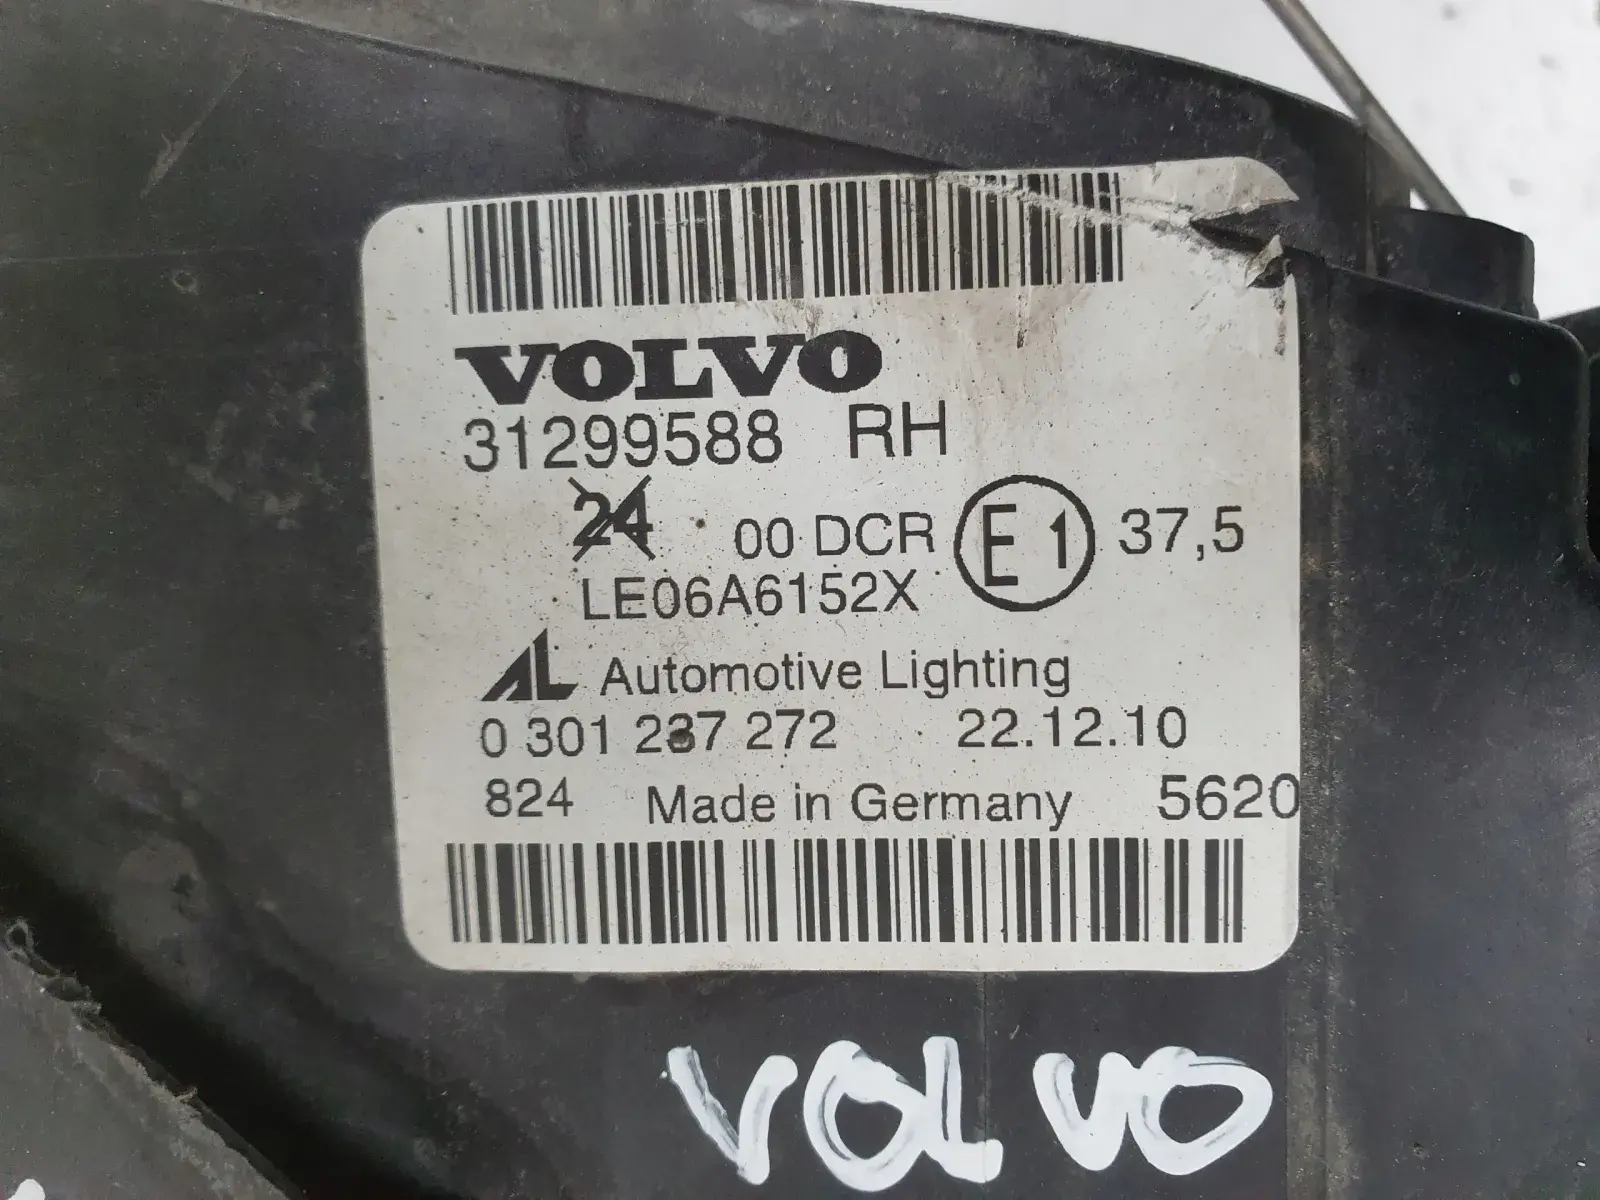 VOLVO
31299588 RH
24 00 DCR E1 37,5
LE06A6152X
AL Automotive Lighting
0 301 237 272 22.12.10
824 Made in Germany 5620
VOLVO